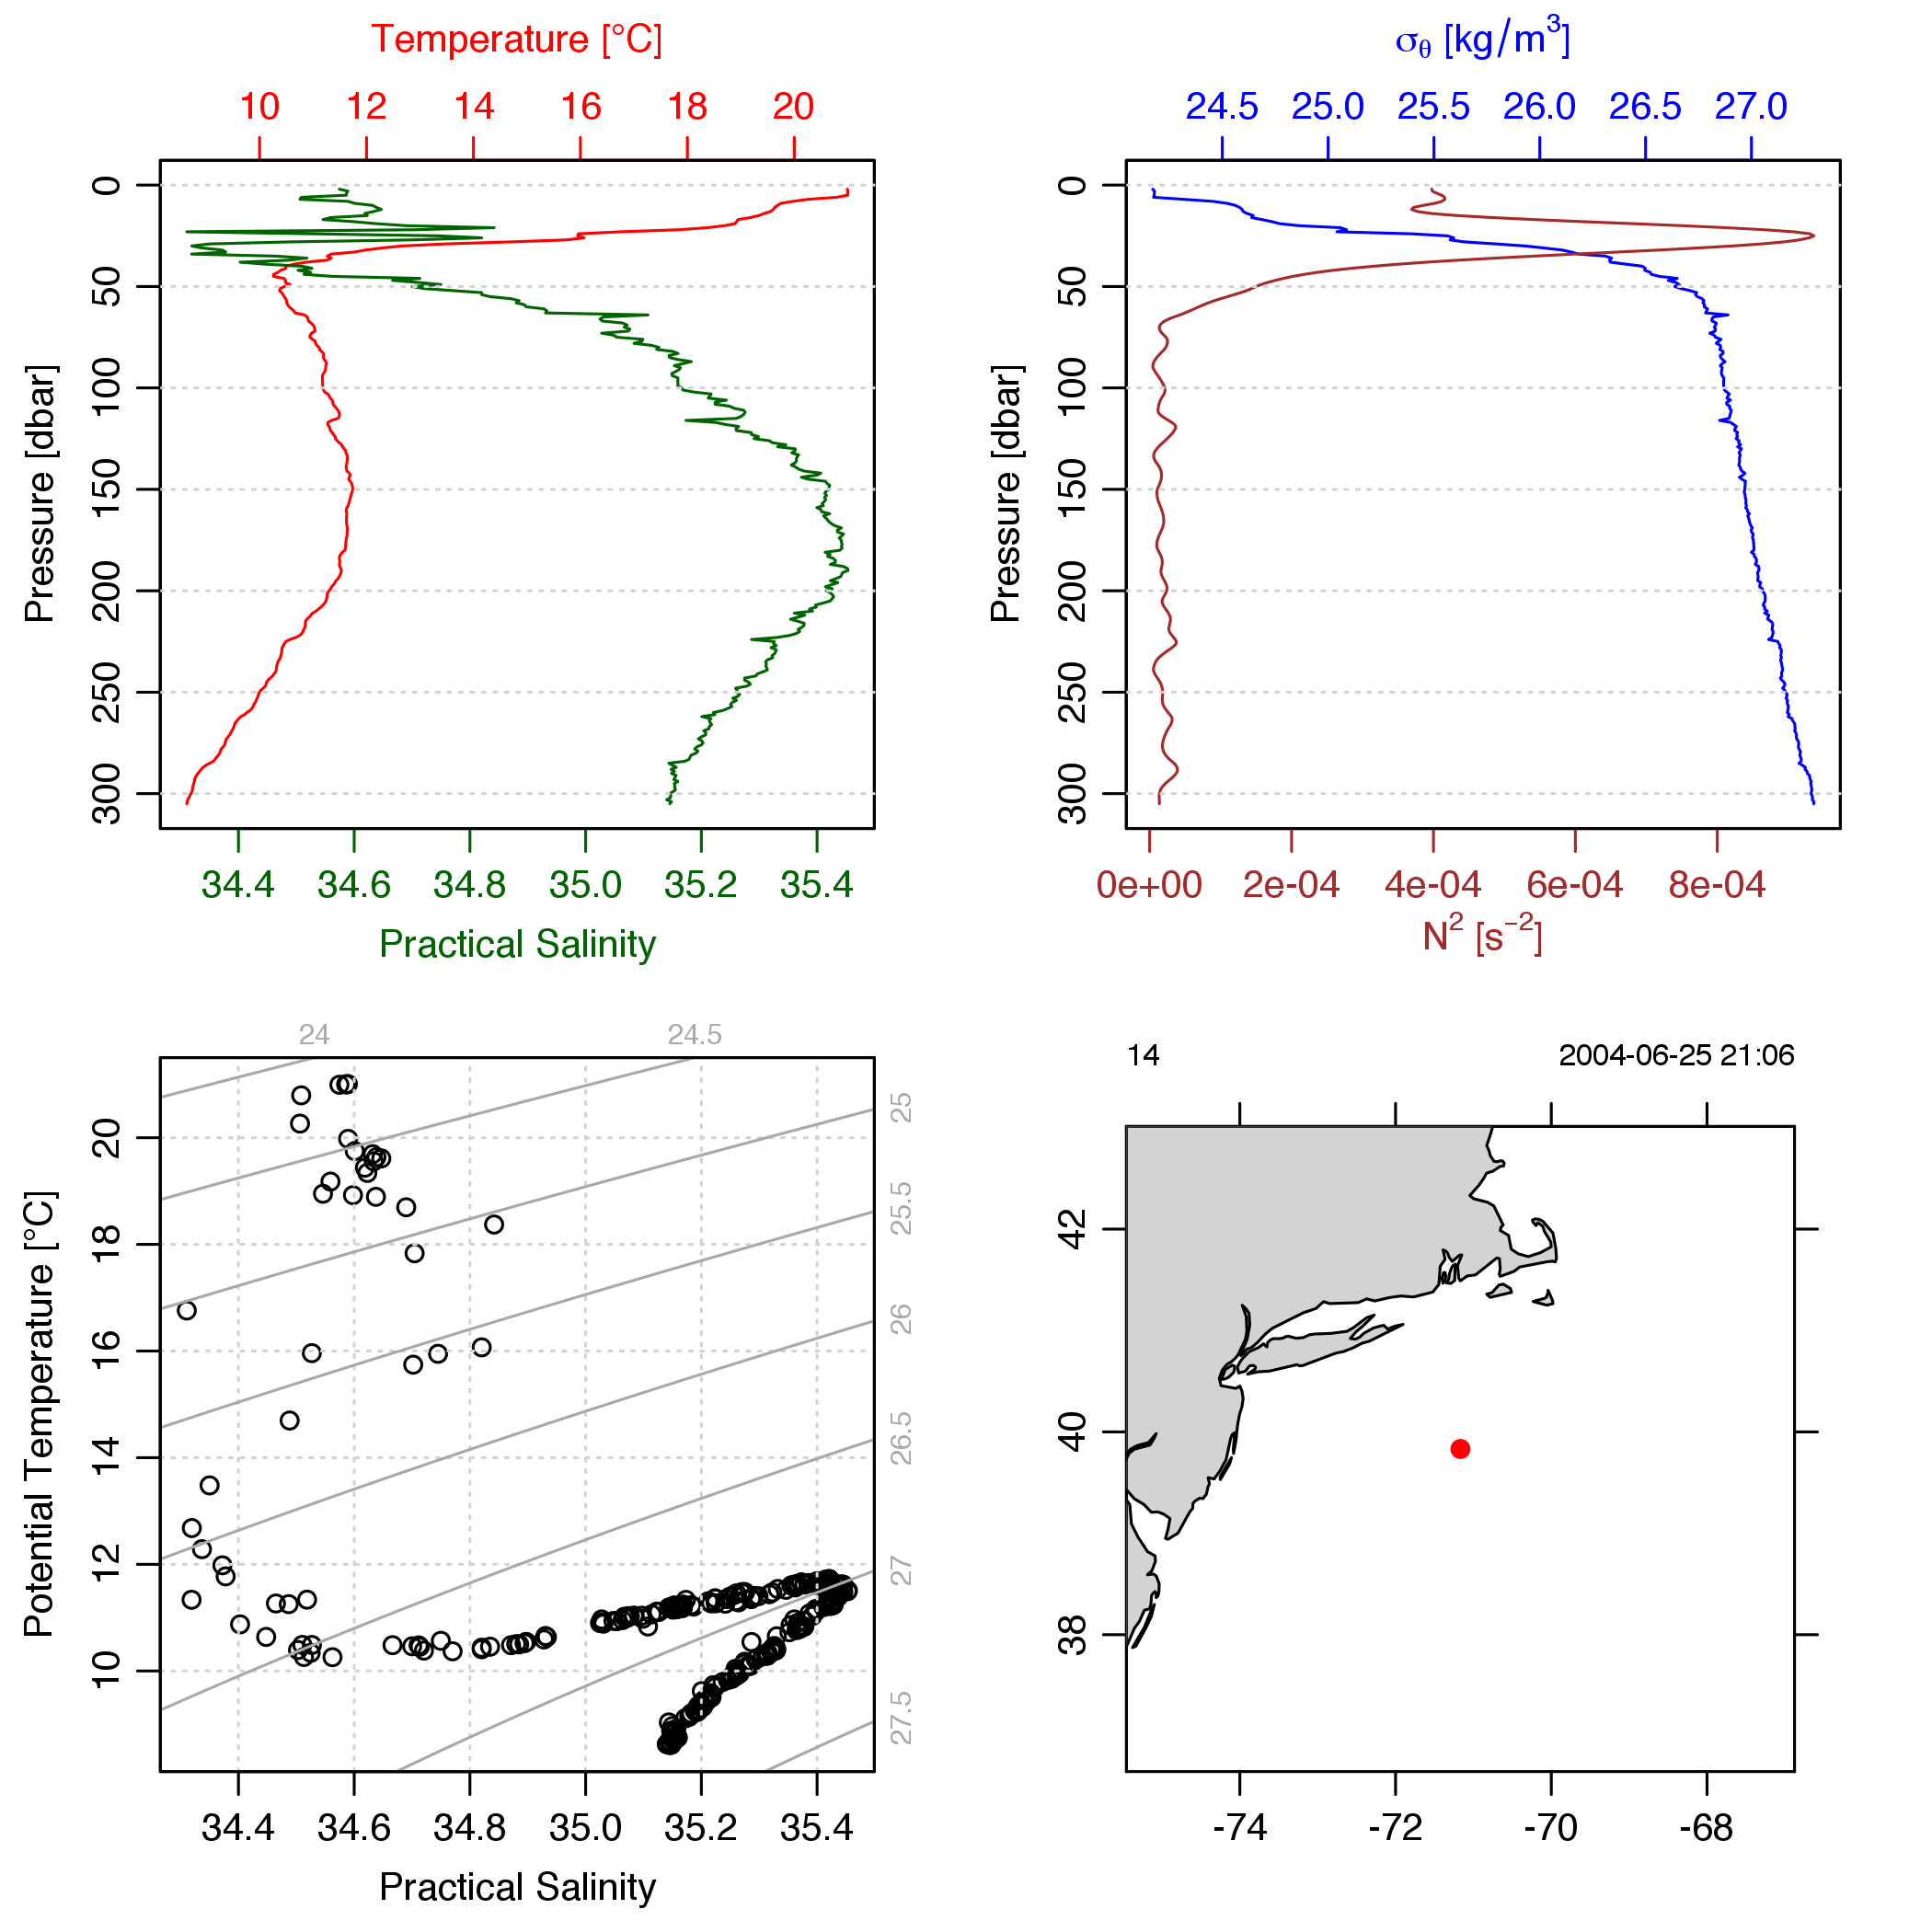 Temperature [°C]
10 12 14 16 18 20
0
50
100
150
200
250
300
Pressure [dbar]
34.4 34.6 34.8 35.0 35.2 35.4
Practical Salinity
σθ [kg/m³]
24.5 25.0 25.5 26.0 26.5 27.0
0
50
100
150
200
250
300
Pressure [dbar]
0e+00 2e-04 4e-04 6e-04 8e-04
N² [s⁻²]
24 24.5
25
25.5
26
26.5
27
27.5
20
18
16
14
12
10
Potential Temperature [°C]
34.4 34.6 34.8 35.0 35.2 35.4
Practical Salinity
14 2004-06-25 21:06
42
40
38
-74 -72 -70 -68